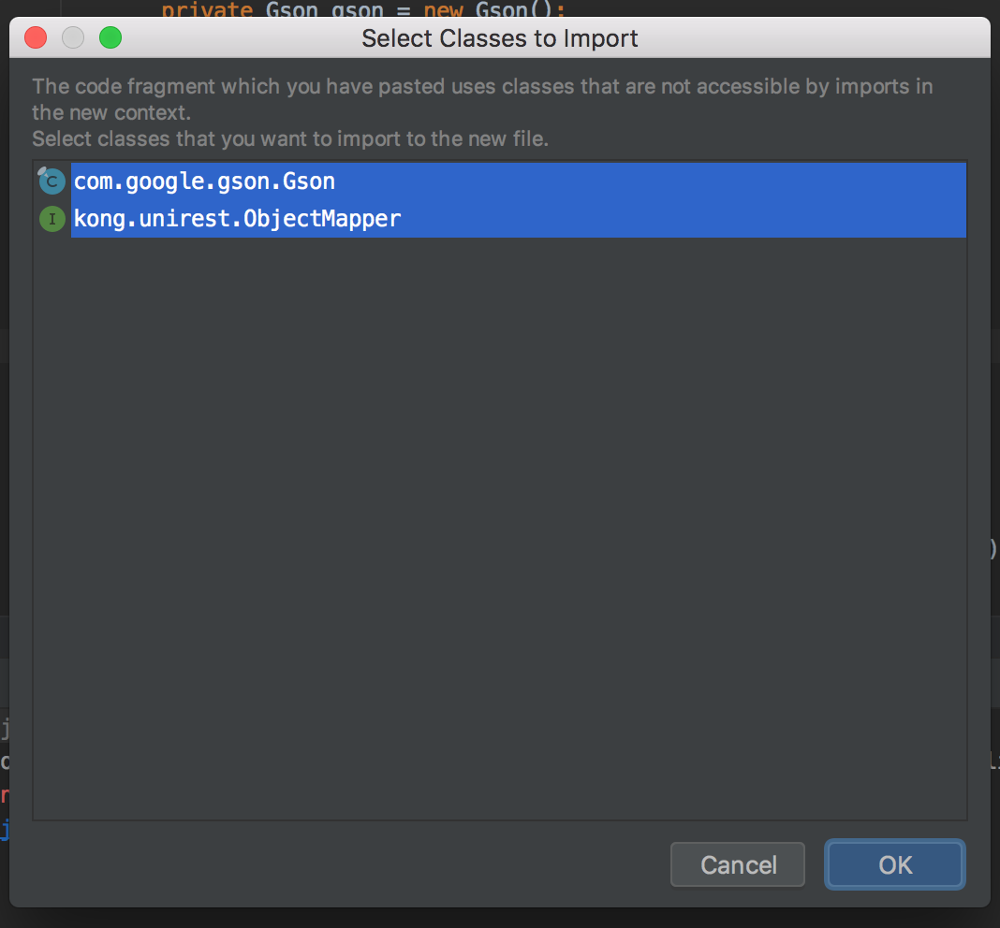 private Gson gson = new Gson();
Select Classes to Import
The code fragment which you have pasted uses classes that are not accessible by imports in
the new context.
Select classes that you want to import to the new file.
C com.google.gson.Gson
I kong.unirest.ObjectMapper
)
j
r
j
Cancel OK